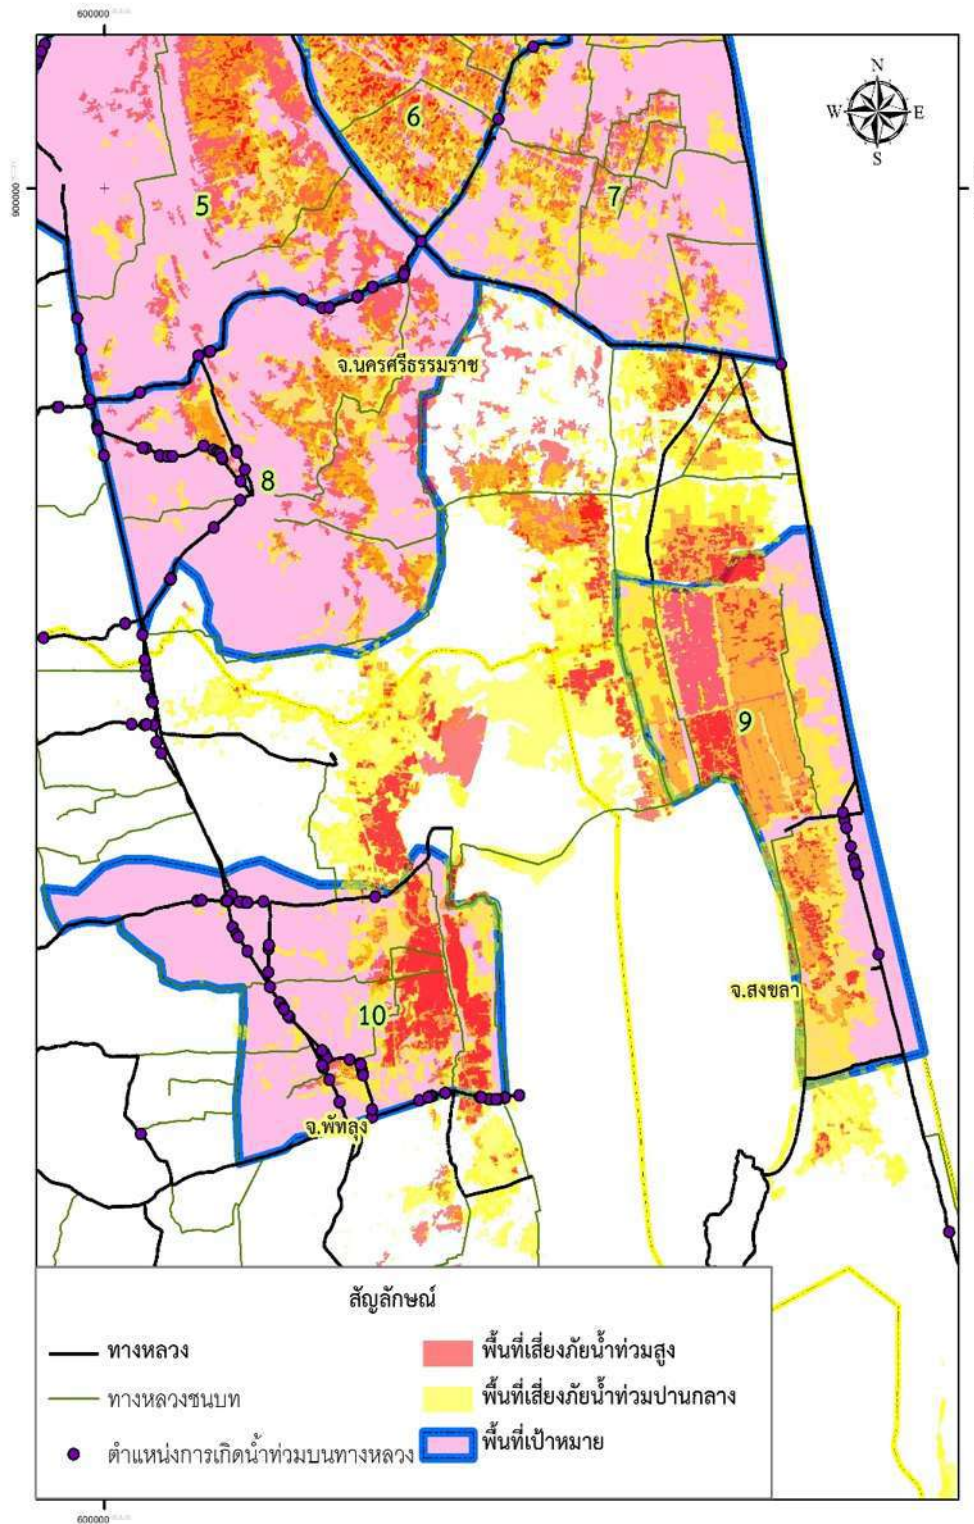 600000
N
W E
S
900000
6
7
5
จ.นครศรีธรรมราช
8
9
จ.สงขลา
10
จ.พัทลุง
สัญลักษณ์
ทางหลวง
พื้นที่เสี่ยงภัยน้ำท่วมสูง
ทางหลวงชนบท
พื้นที่เสี่ยงภัยน้ำท่วมปานกลาง
ตำแหน่งการเกิดน้ำท่วมบนทางหลวง
พื้นที่เป้าหมาย
600000